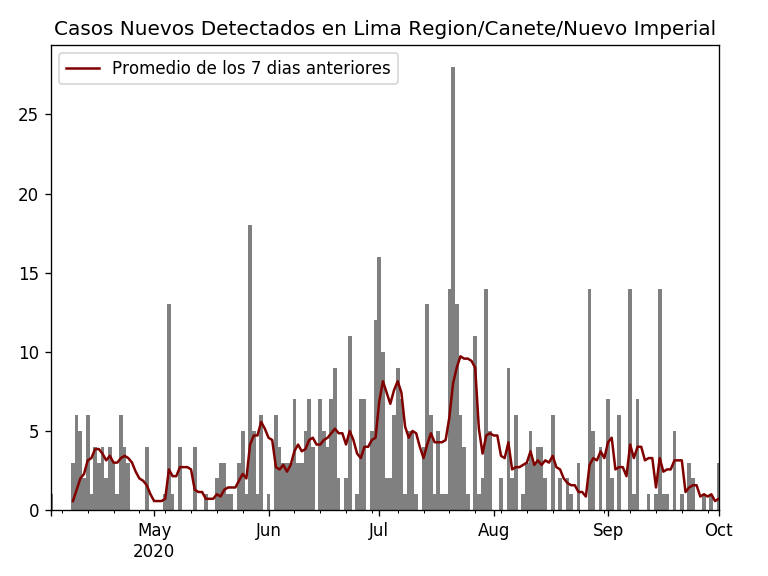 Casos Nuevos Detectados en Lima Region/Canete/Nuevo Imperial
Promedio de los 7 dias anteriores
25
20
15
10
5
0
May Jun Jul Aug Sep Oct
2020